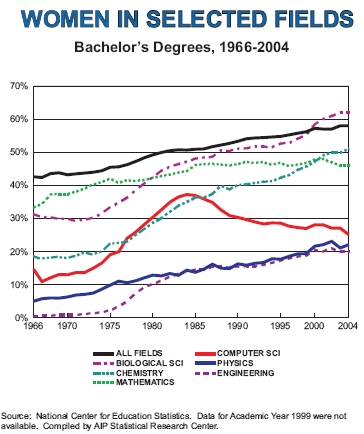 WOMEN IN SELECTED FIELDS
Bachelor's Degrees, 1966-2004
70%
60%
50%
40%
30%
20%
10%
0%
1966 1970 1975 1980 1985 1990 1995 2000 2004
ALL FIELDS COMPUTER SCI
BIOLOGICAL SCI PHYSICS
CHEMISTRY ENGINEERING
MATHEMATICS
Source: National Center for Education Statistics. Data for Academic Year 1999 were not
available. Compiled by AIP Statistical Research Center.